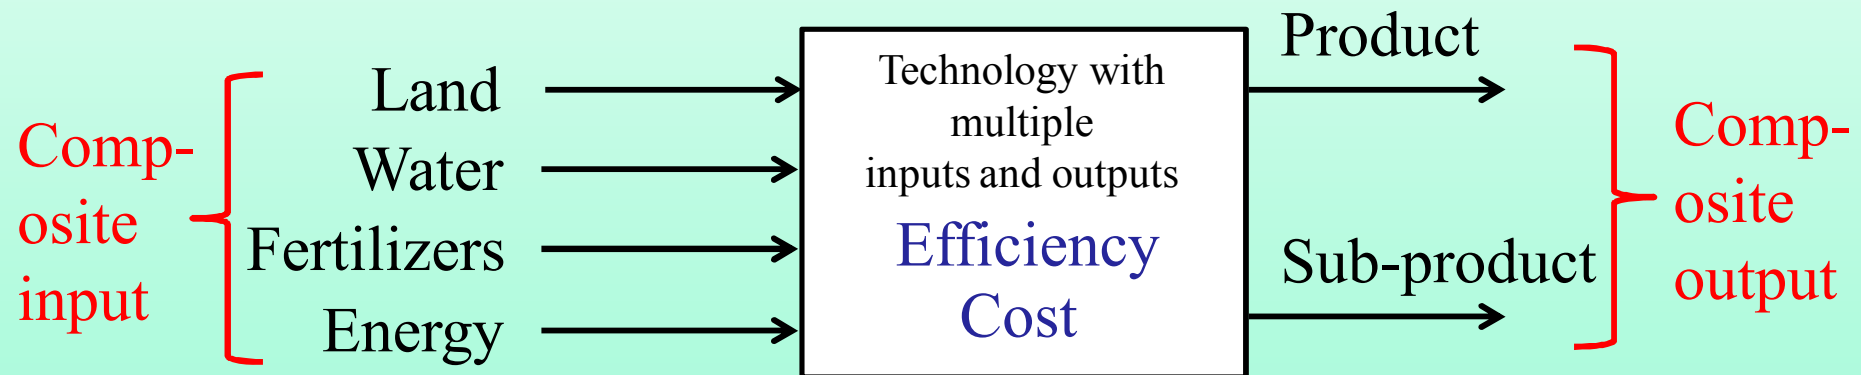 Comp-
osite
input
Land
Water
Fertilizers
Energy
Technology with
multiple
inputs and outputs
Efficiency
Cost
Product
Sub-product
Comp-
osite
output